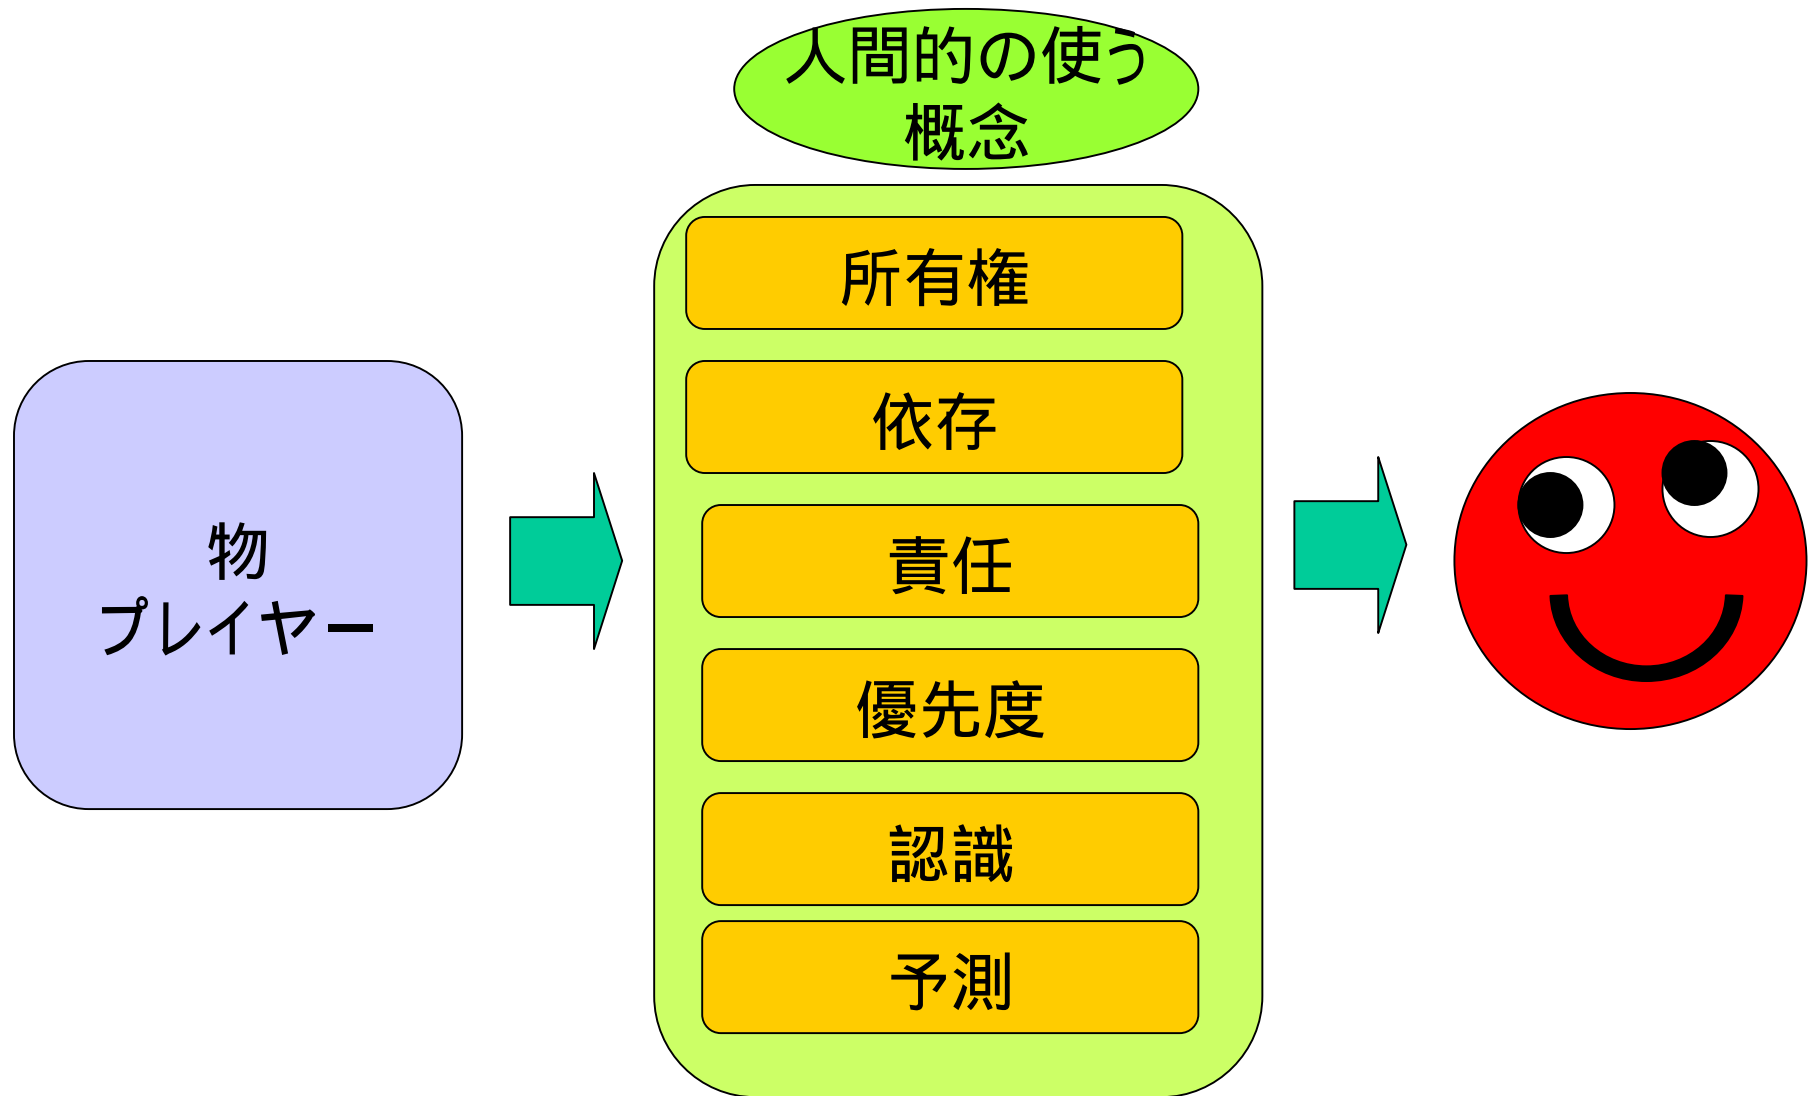 人間的の使う
概念
所有権
依存
責任
優先度
認識
予測
物
プレイヤー